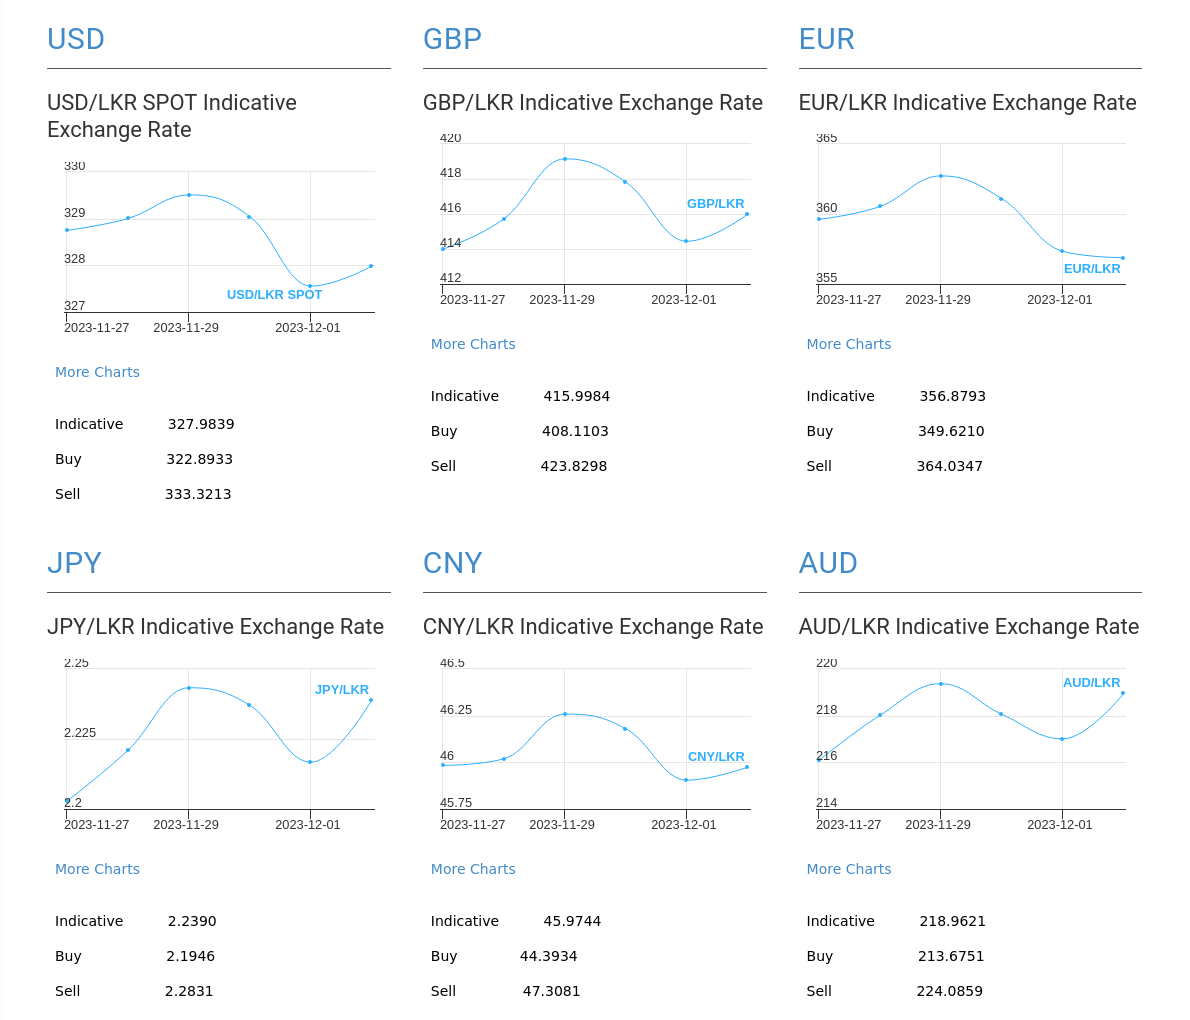 USD
USD/LKR SPOT Indicative
Exchange Rate
330
329
328
327
USD/LKR SPOT
2023-11-27 2023-11-29 2023-12-01
More Charts
Indicative 327.9839
Buy 322.8933
Sell 333.3213
GBP
GBP/LKR Indicative Exchange Rate
420
418
416
414
412
GBP/LKR
2023-11-27 2023-11-29 2023-12-01
More Charts
Indicative 415.9984
Buy 408.1103
Sell 423.8298
EUR
EUR/LKR Indicative Exchange Rate
365
360
355
EUR/LKR
2023-11-27 2023-11-29 2023-12-01
More Charts
Indicative 356.8793
Buy 349.6210
Sell 364.0347
JPY
JPY/LKR Indicative Exchange Rate
2.25
2.225
2.2
JPY/LKR
2023-11-27 2023-11-29 2023-12-01
More Charts
Indicative 2.2390
Buy 2.1946
Sell 2.2831
CNY
CNY/LKR Indicative Exchange Rate
46.5
46.25
46
45.75
CNY/LKR
2023-11-27 2023-11-29 2023-12-01
More Charts
Indicative 45.9744
Buy 44.3934
Sell 47.3081
AUD
AUD/LKR Indicative Exchange Rate
220
218
216
214
AUD/LKR
2023-11-27 2023-11-29 2023-12-01
More Charts
Indicative 218.9621
Buy 213.6751
Sell 224.0859